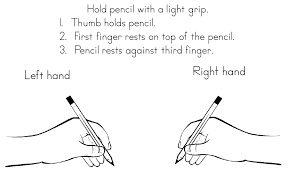 Hold pencil with a light grip.
1. Thumb holds pencil.
2. First finger rests on top of the pencil.
3. Pencil rests against third finger.
Left hand
Right hand